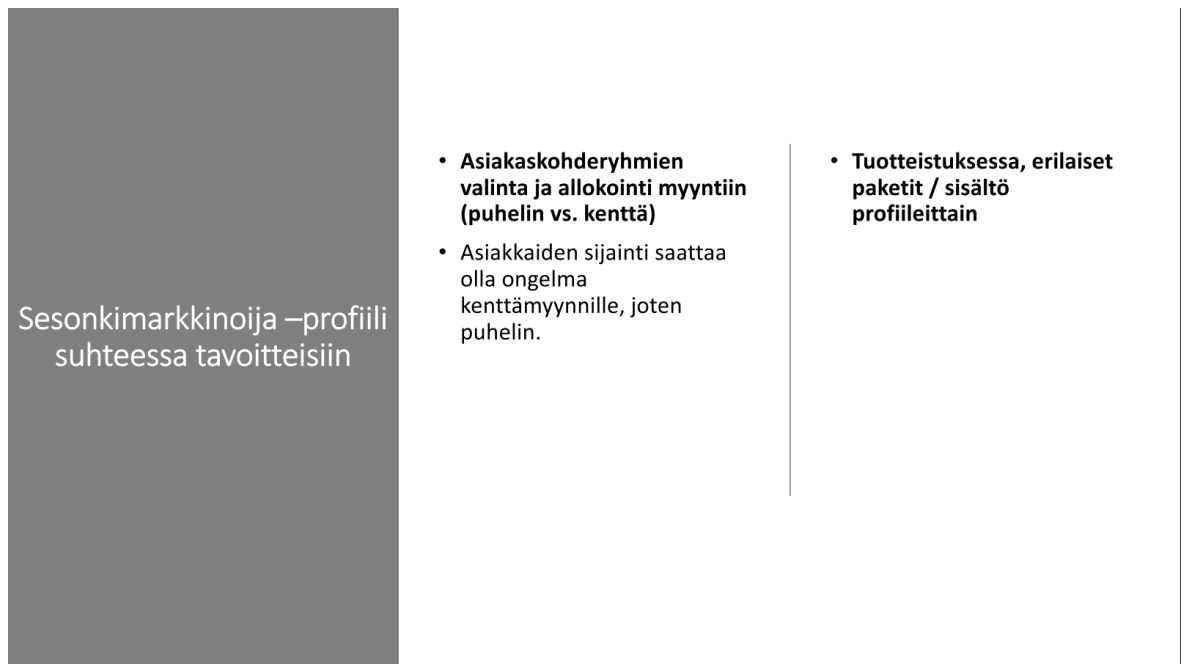 Sesonkimarkkinoija –profiili
suhteessa tavoitteisiin
• Asiakaskohderyhmien
valinta ja allokointi myyntiin
(puhelin vs. kenttä)
• Asiakkaiden sijainti saattaa
olla ongelma
kenttämyynnille, joten
puhelin.
• Tuotteistuksessa, erilaiset
paketit / sisältö
profiileittain